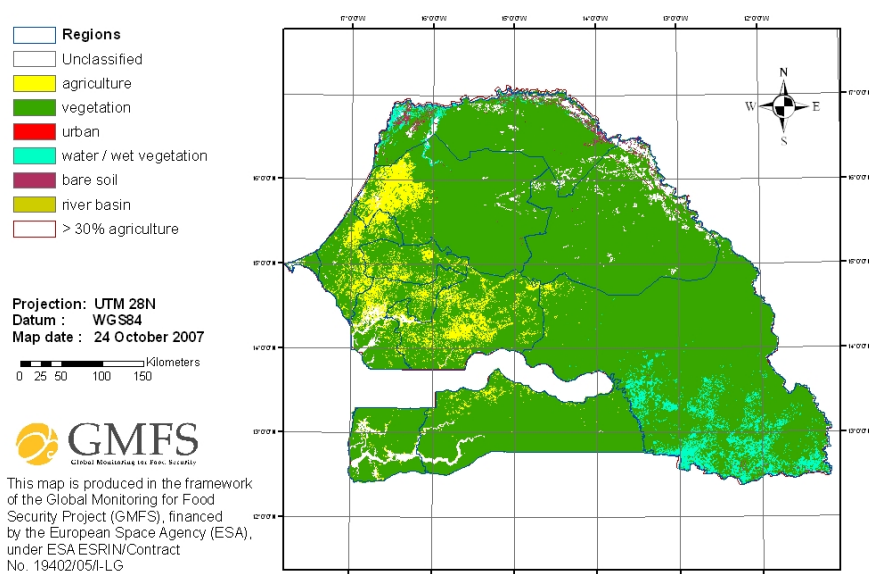 Regions
Unclassified
agriculture
vegetation
urban
water / wet vegetation
bare soil
river basin
> 30% agriculture
Projection: UTM 28N
Datum : WGS84
Map date : 24 October 2007
Kilometers
0 25 50 100 150
GMFS
Global Monitoring for Food Security
This map is produced in the framework
of the Global Monitoring for Food
Security Project (GMFS), financed
by the European Space Agency (ESA),
under ESA ESRIN/Contract
No. 19402/05/I-LG
N
W E
S